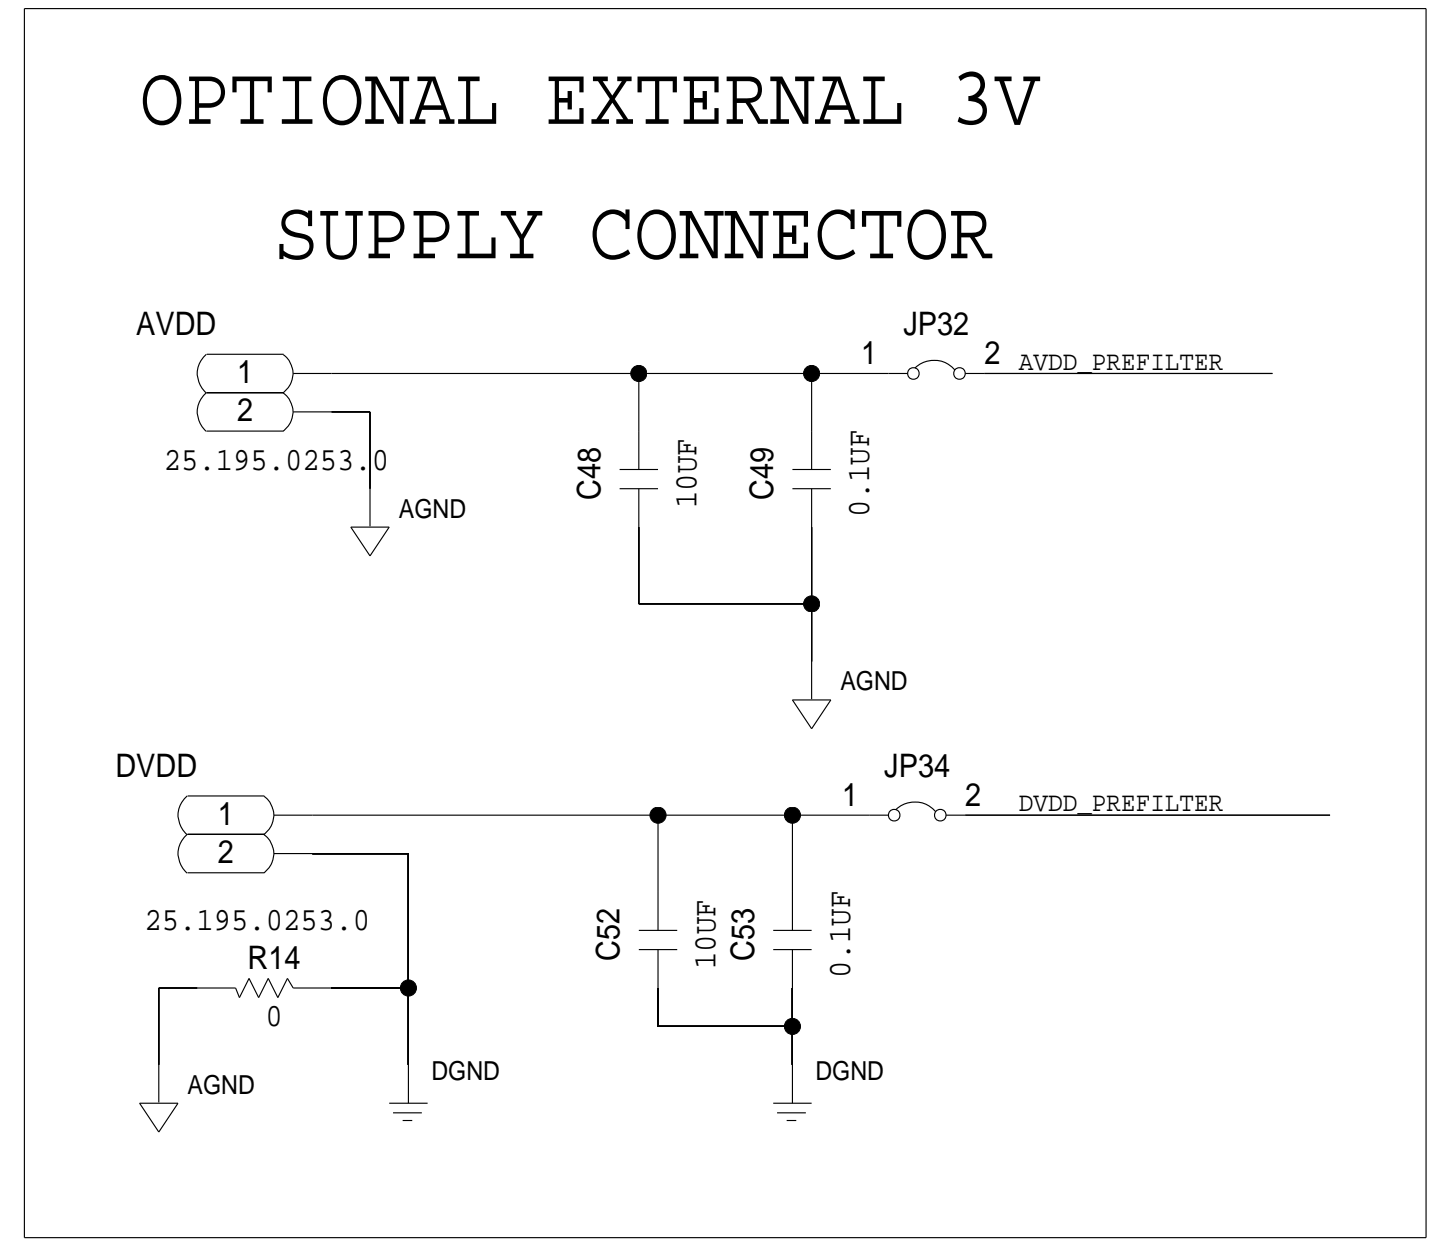 OPTIONAL EXTERNAL 3V
SUPPLY CONNECTOR
AVDD
JP32
1
1
2
AVDD_PREFILTER
2
25.195.0253.0
C48
10UF
C49
0.1UF
AGND
AGND
DVDD
JP34
1
1
2
DVDD_PREFILTER
2
25.195.0253.0
R14
0
C52
10UF
C53
0.1UF
AGND
DGND
DGND